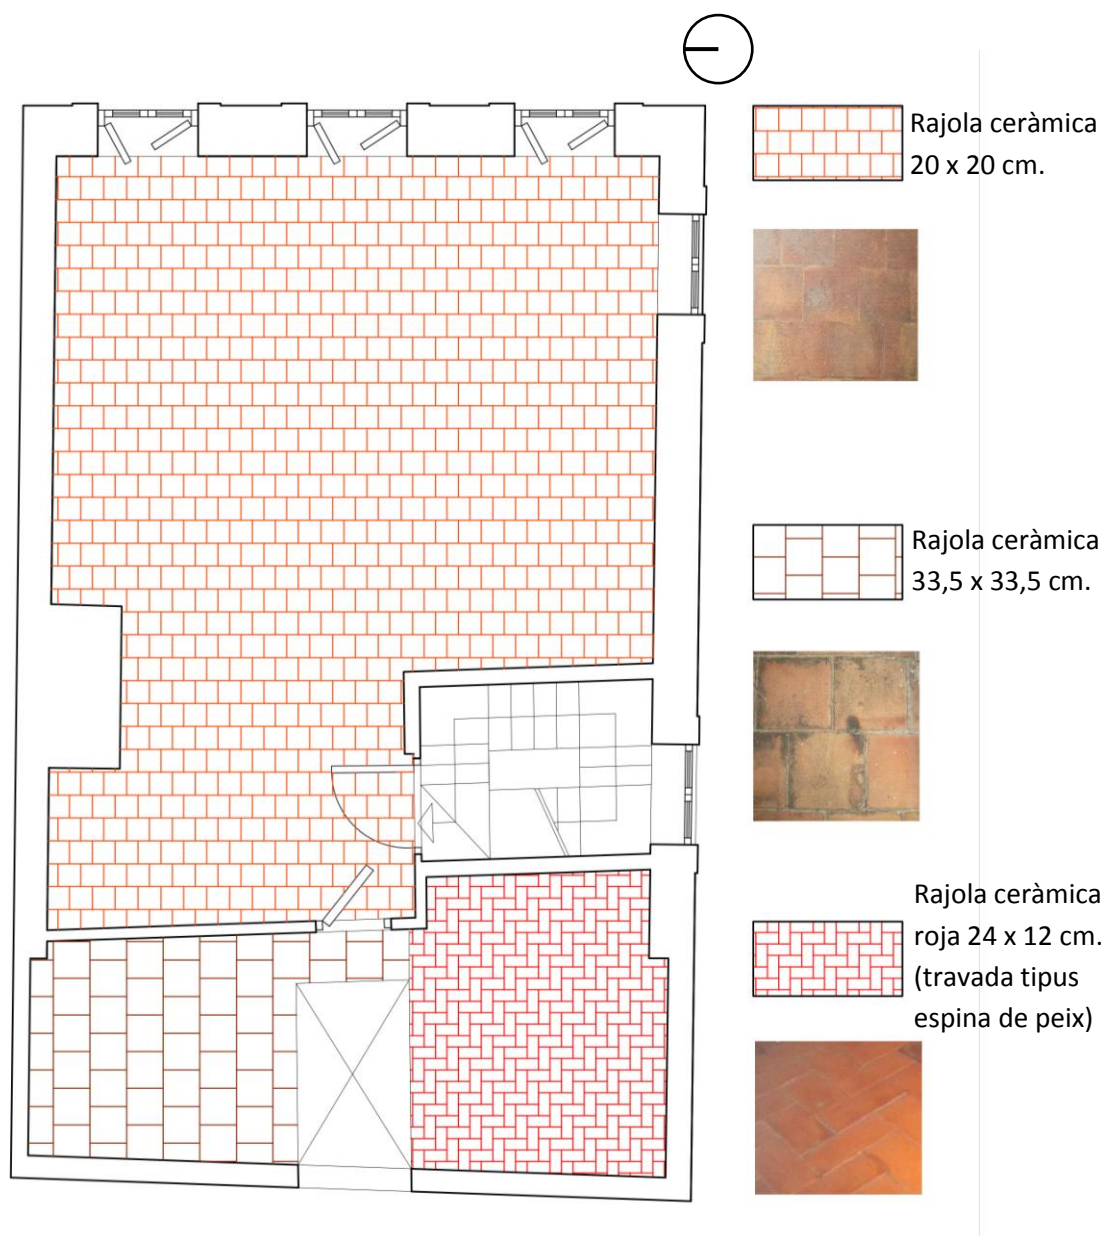 Rajola ceràmica
20 x 20 cm.
Rajola ceràmica
33,5 x 33,5 cm.
Rajola ceràmica
roja 24 x 12 cm.
(travada tipus
espina de peix)